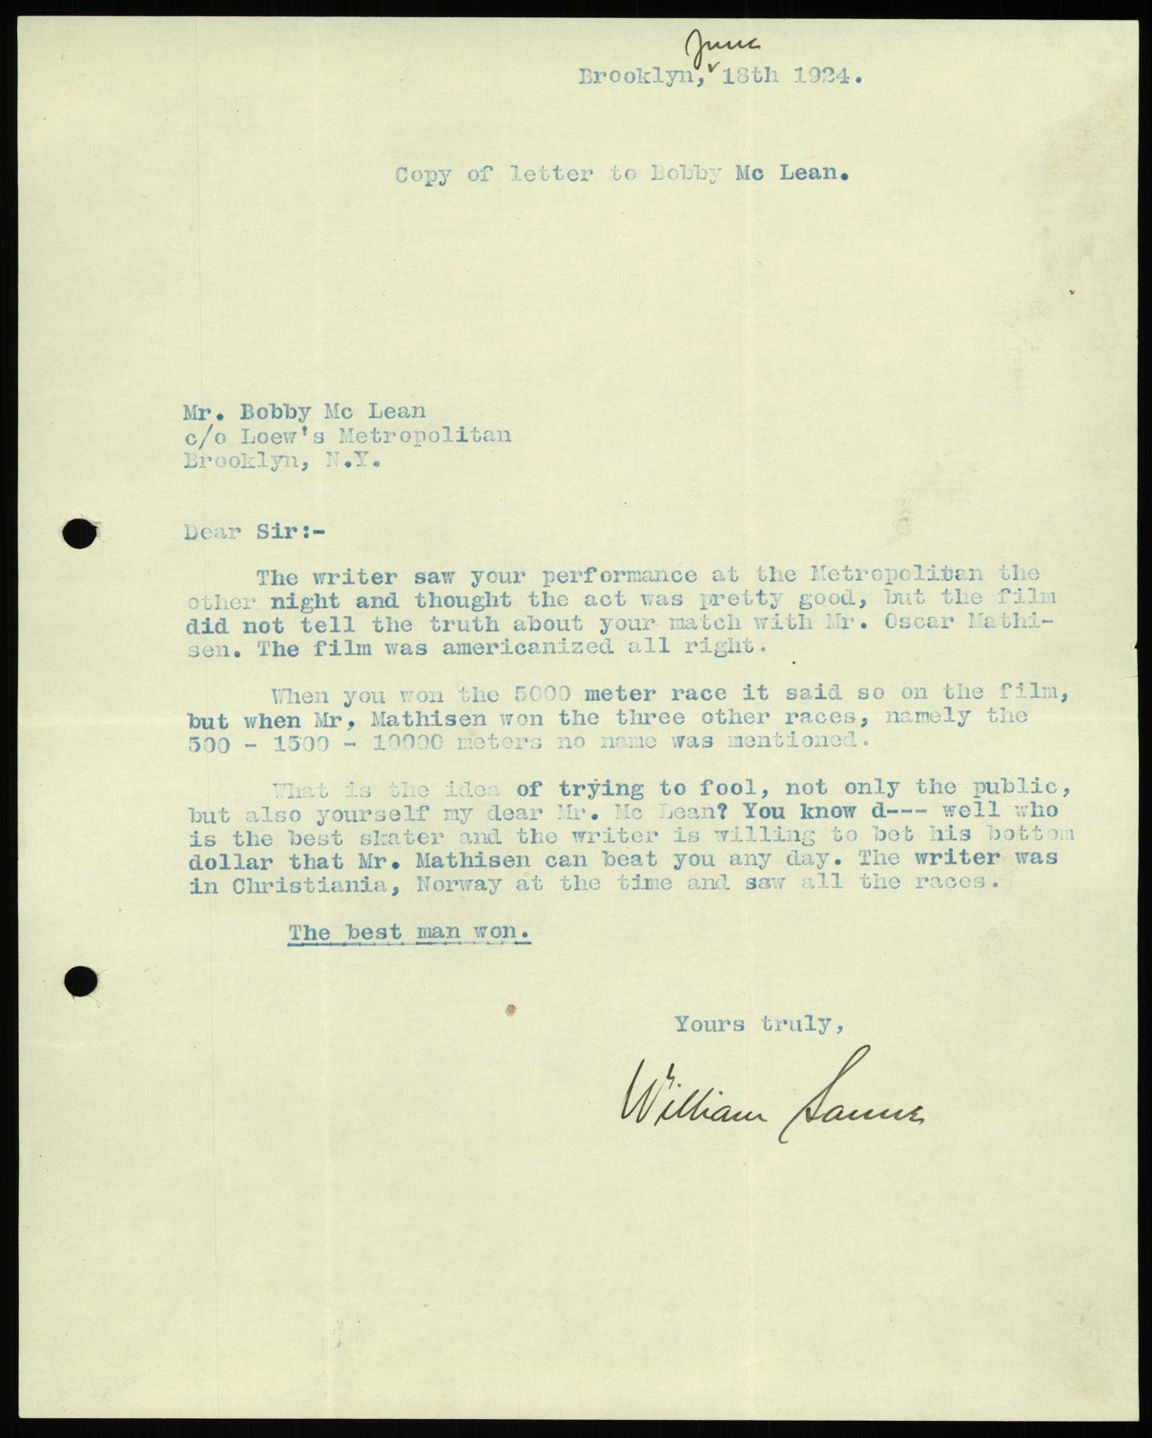 June
Brooklyn, 18th 1924.
Copy of letter to Bobby Mc Lean.
Mr. Bobby Mc Lean
c/o Loew's Metropolitan
Brooklyn, N.Y.
Dear Sir:-
The writer saw your performance at the Metropolitan the
other night and thought the act was pretty good, but the film
did not tell the truth about your match with Mr. Oscar Mathi-
sen. The film was americanized all right.
When you won the 5000 meter race it said so on the film,
but when Mr. Mathisen won the three other races, namely the
500 - 1500 - 10000 meters no name was mentioned.
What is the idea of trying to fool, not only the public,
but also yourself my dear Mr. Mc Lean? You know d--- well who
is the best skater and the writer is willing to bet his bottom
dollar that Mr. Mathisen can beat you any day. The writer was
in Christiania, Norway at the time and saw all the races.
The best man won.
Yours truly,
William